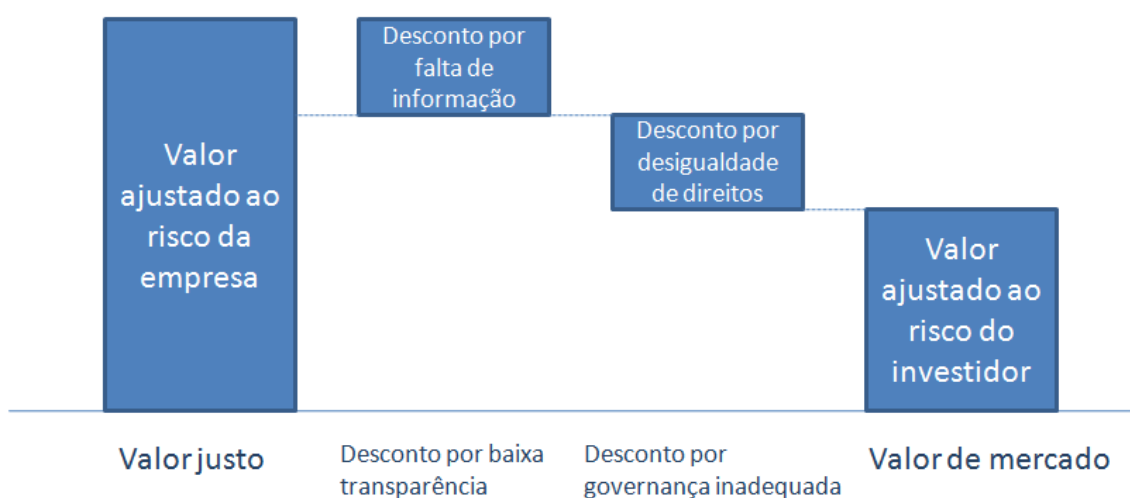 Valor
ajustado ao
risco da
empresa
Desconto por
falta de
informação
Desconto por
desigualdade
de direitos
Valor
ajustado ao
risco do
investidor
Valor justo
Desconto por baixa
transparência
Desconto por
governança inadequada
Valor de mercado